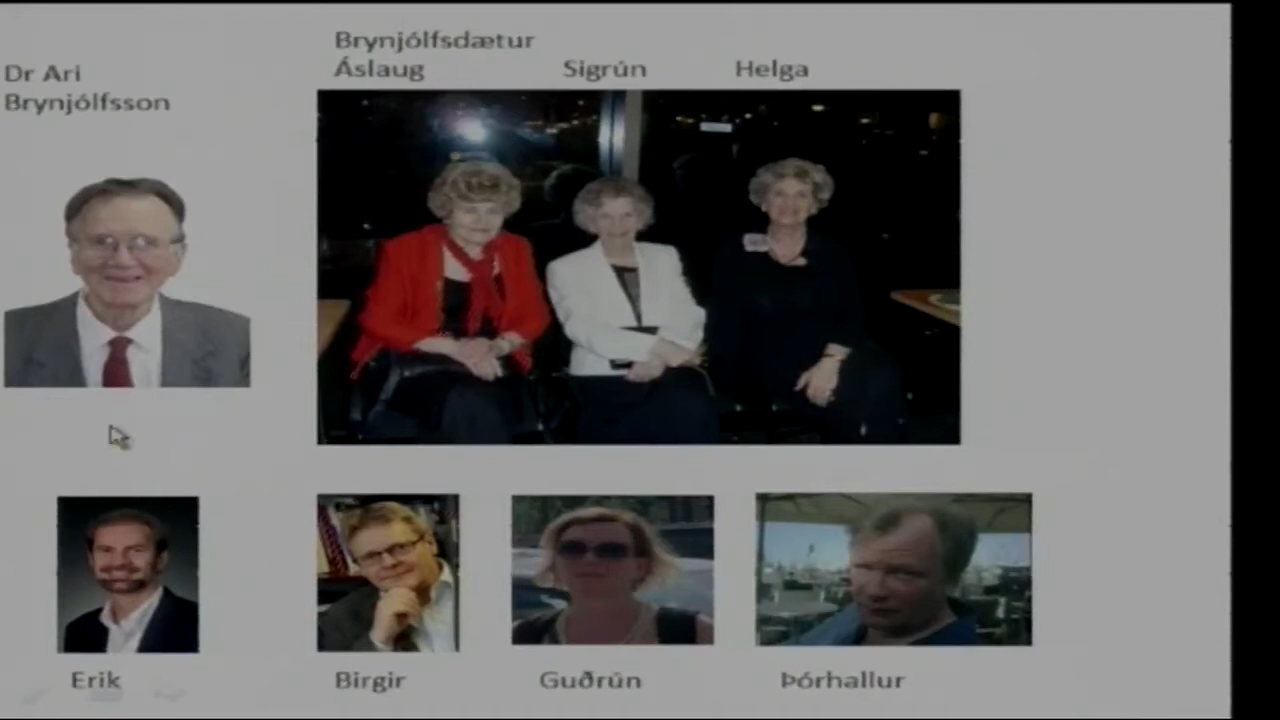 Dr Ari
Brynjólfsson
Brynjólfsdætur
Áslaug Sigrún Helga
Erik Birgir Guðrún Þórhallur